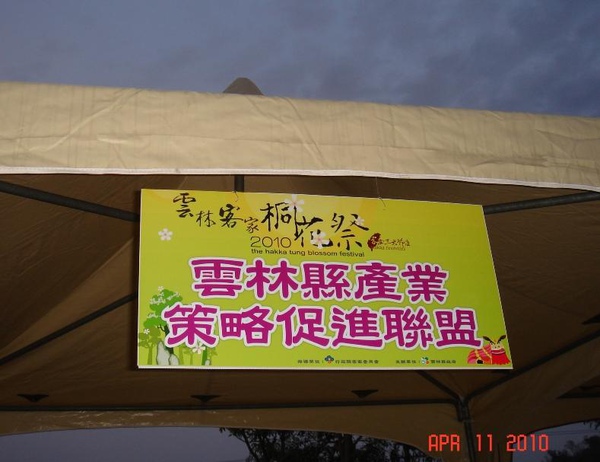 雲林客家桐花祭
2010
the hakka tung blossom festival
雲林縣產業
策略促進聯盟
APR 11 2010